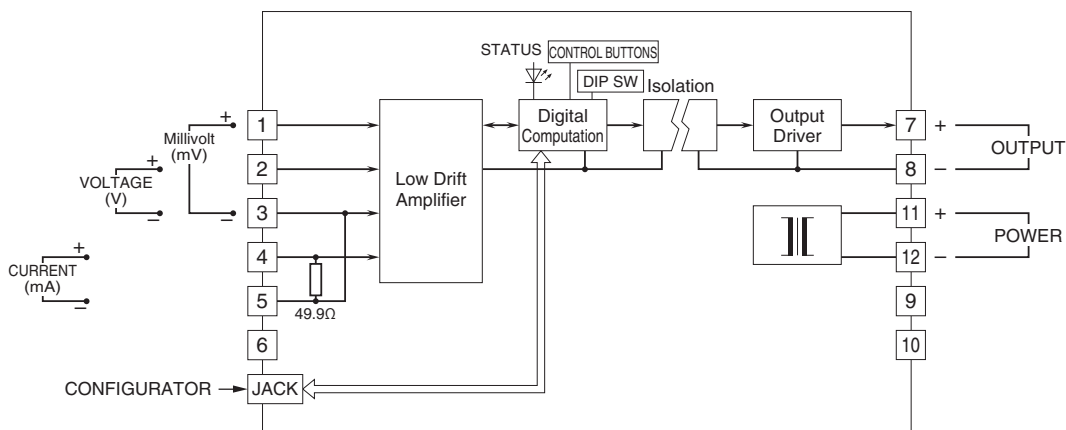 STATUS
CONTROL BUTTONS
DIP SW
Isolation
Digital
Computation
Output
Driver
Low Drift
Amplifier
+
Millivolt
(mV)
−
+
VOLTAGE
(V)
−
+
CURRENT
(mA)
−
1
2
3
4
5
6
49.9Ω
7
+
OUTPUT
8
−
11
+
POWER
12
−
9
10
CONFIGURATOR
JACK